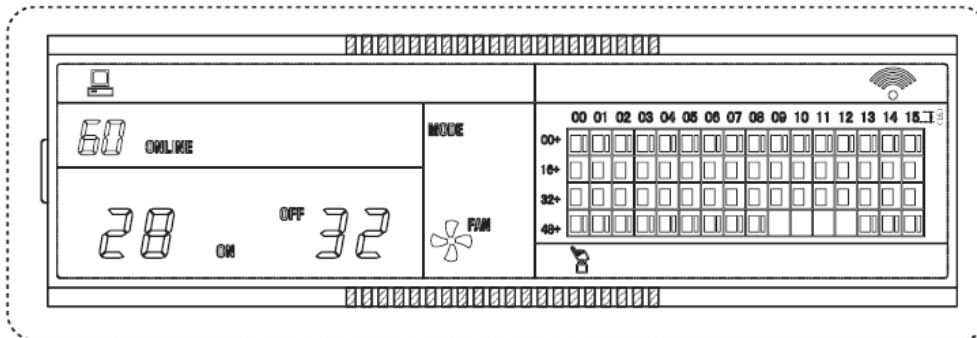 00 01 02 03 04 05 06 07 08 09 10 11 12 13 14 15 (16)
60 ONLINE
MODE
00+
16+
32+
48+
28 ON
OFF 32
FAN